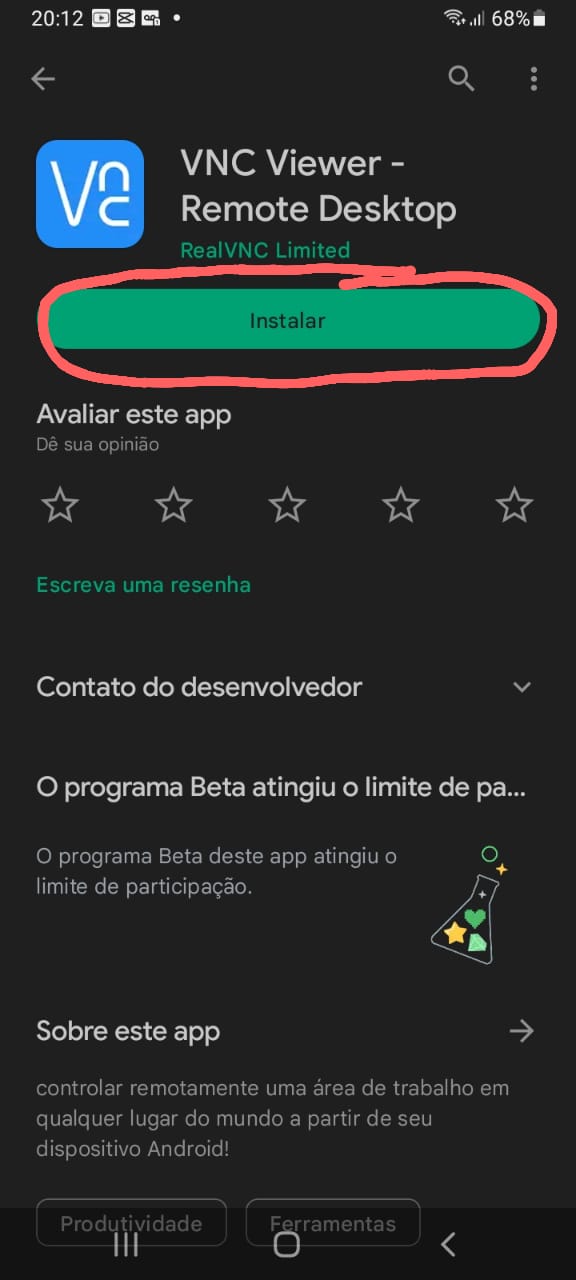 20:12 68%
VNC
VNC Viewer -
Remote Desktop
RealVNC Limited
Instalar
Avaliar este app
Dê sua opinião
Escreva uma resenha
Contato do desenvolvedor
O programa Beta atingiu o limite de pa...
O programa Beta deste app atingiu o
limite de participação.
Sobre este app
controlar remotamente uma área de trabalho em
qualquer lugar do mundo a partir de seu
dispositivo Android!
Produtividade Ferramentas